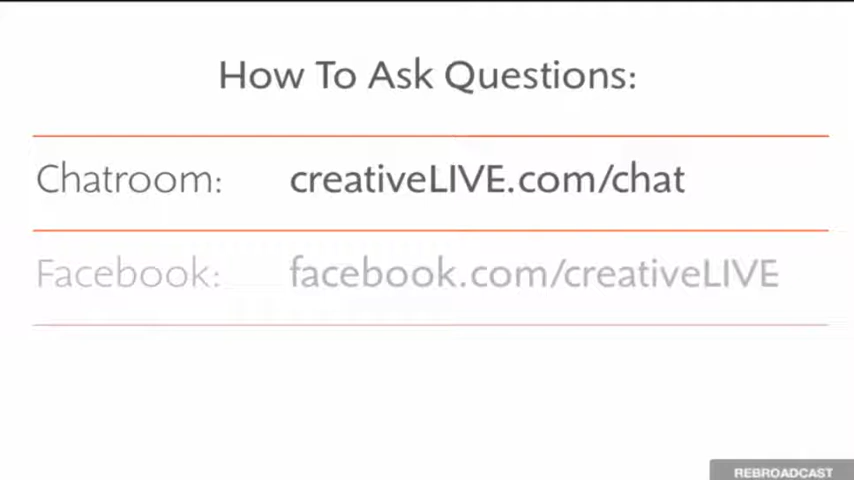 How To Ask Questions:
Chatroom: creativeLIVE.com/chat
Facebook: facebook.com/creativeLIVE
REBROADCAST